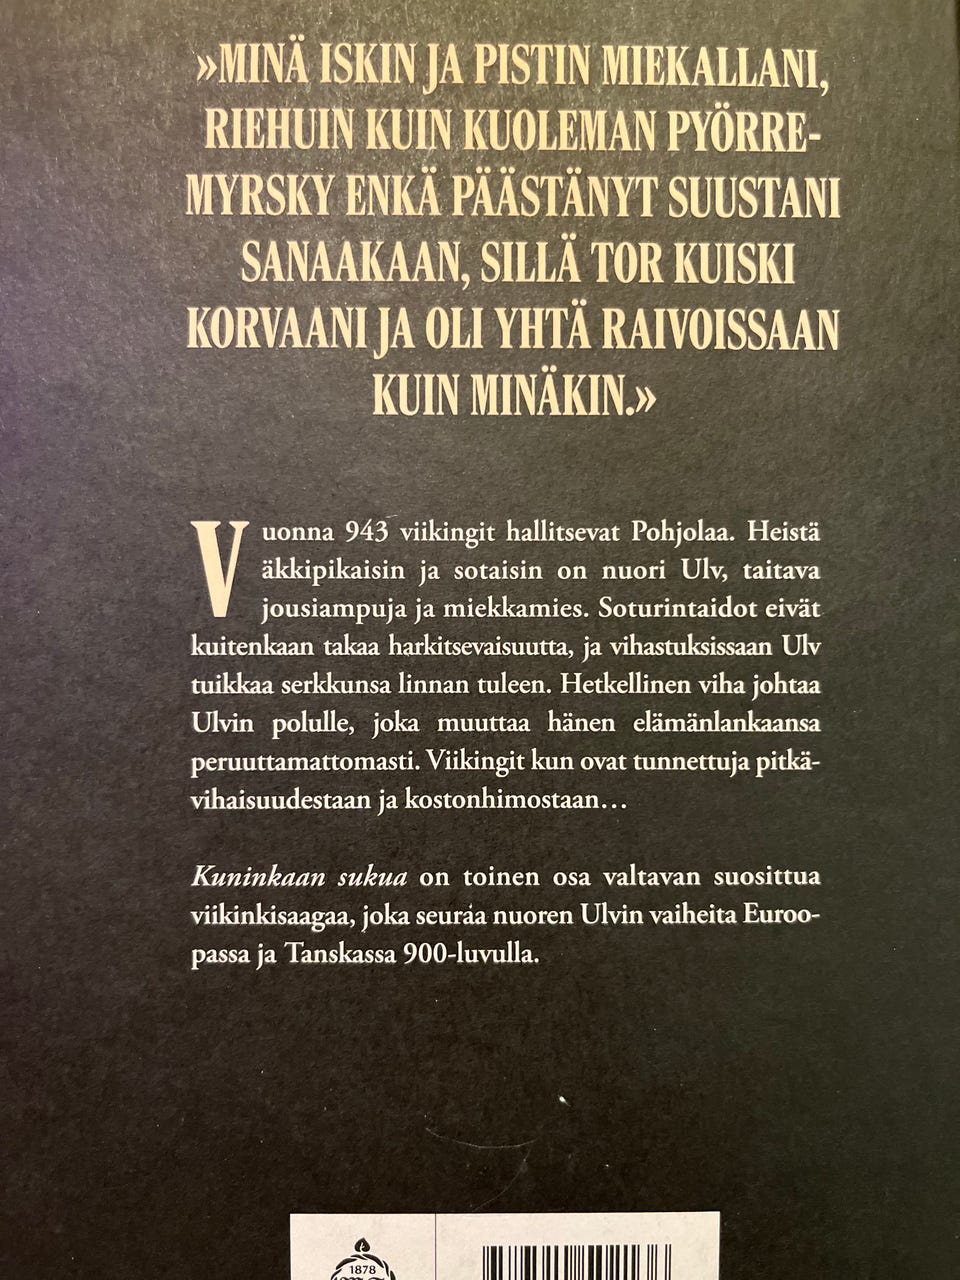 »MINÄ ISKIN JA PISTIN MIEKALLANI,
RIEHUIN KUIN KUOLEMAN PYÖRRE-
MYRSKY ENKÄ PÄÄSTÄNYT SUUSTANI
SANAAKAAN, SILLÄ TOR KUISKI
KORVAANI JA OLI YHTÄ RAIVOISSAAN
KUIN MINÄKIN.»
Vuonna 943 viikingit hallitsevat Pohjolaa. Heistä
äkkipikaisin ja sotaisin on nuori Ulv, taitava
jousiampuja ja miekkamies. Soturintaidot eivät
kuitenkaan takaa harkitsevaisuutta, ja vihastuksissaan Ulv
tuikkaa serkkunsa linnan tuleen. Hetkellinen viha johtaa
Ulvin polulle, joka muuttaa hänen elämänlankaansa
peruuttamattomasti. Viikingit kun ovat tunnettuja pitkä-
vihaisuudestaan ja kostonhimostaan…
Kuninkaan sukua on toinen osa valtavan suosittua
viikinkisaagaa, joka seuraa nuoren Ulvin vaiheita Euroo-
passa ja Tanskassa 900-luvulla.
1878